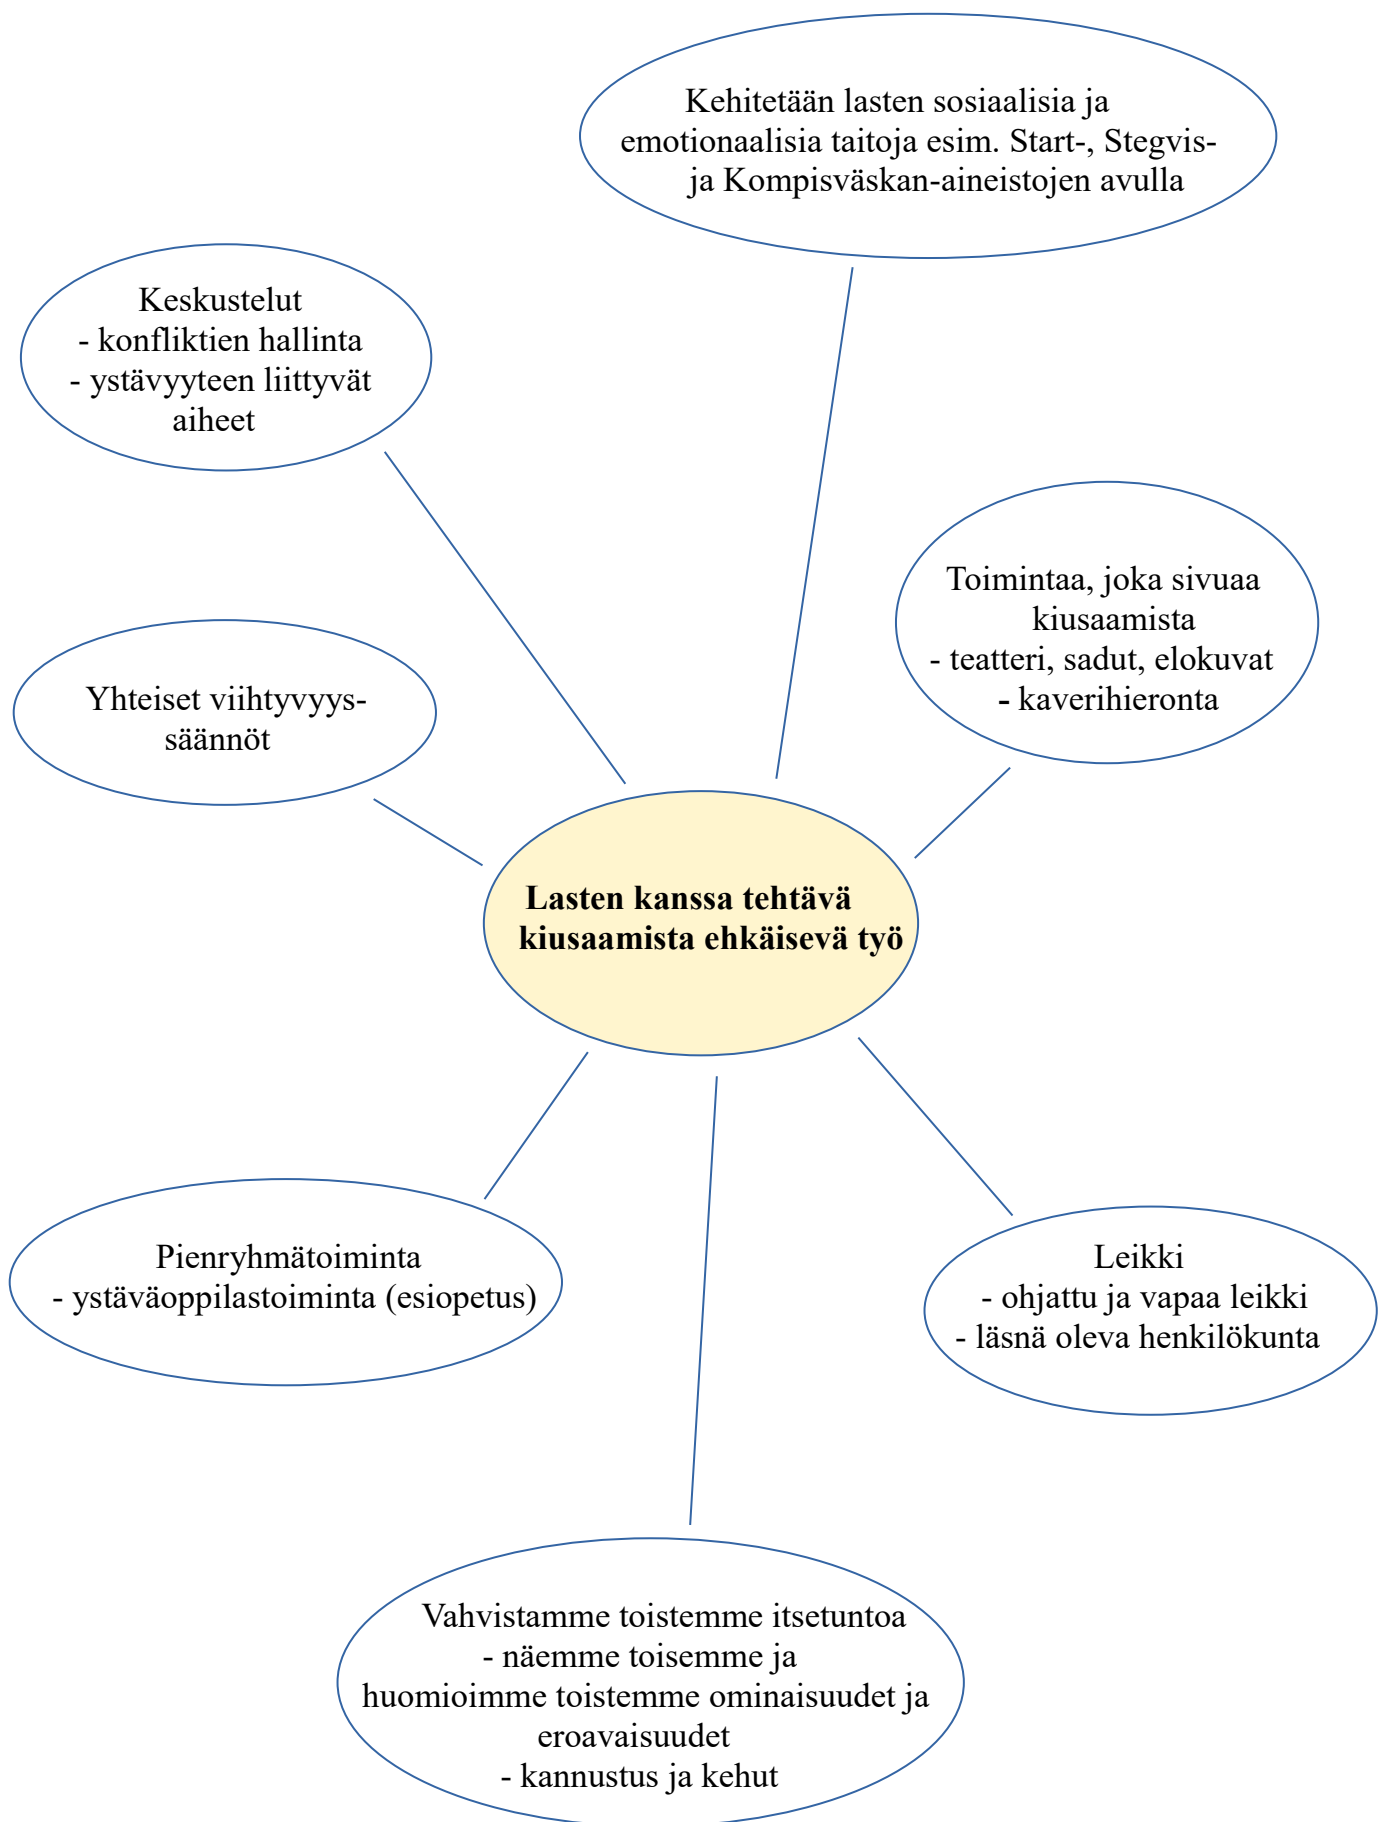 Kehitetään lasten sosiaalisia ja
emotionaalisia taitoja esim. Start-, Stegvis-
ja Kompisväskan-aineistojen avulla
Keskustelut
- konfliktien hallinta
- ystävyyteen liittyvät
aiheet
Toimintaa, joka sivuaa
kiusaamista
- teatteri, sadut, elokuvat
- kaverihieronta
Yhteiset viihtyvyys-
säännöt
Lasten kanssa tehtävä
kiusaamista ehkäisevä työ
Pienryhmätoiminta
- ystäväoppilastoiminta (esiopetus)
Leikki
- ohjattu ja vapaa leikki
- läsnä oleva henkilökunta
Vahvistamme toistemme itsetuntoa
- näemme toisemme ja
huomioimme toistemme ominaisuudet ja
eroavaisuudet
- kannustus ja kehut